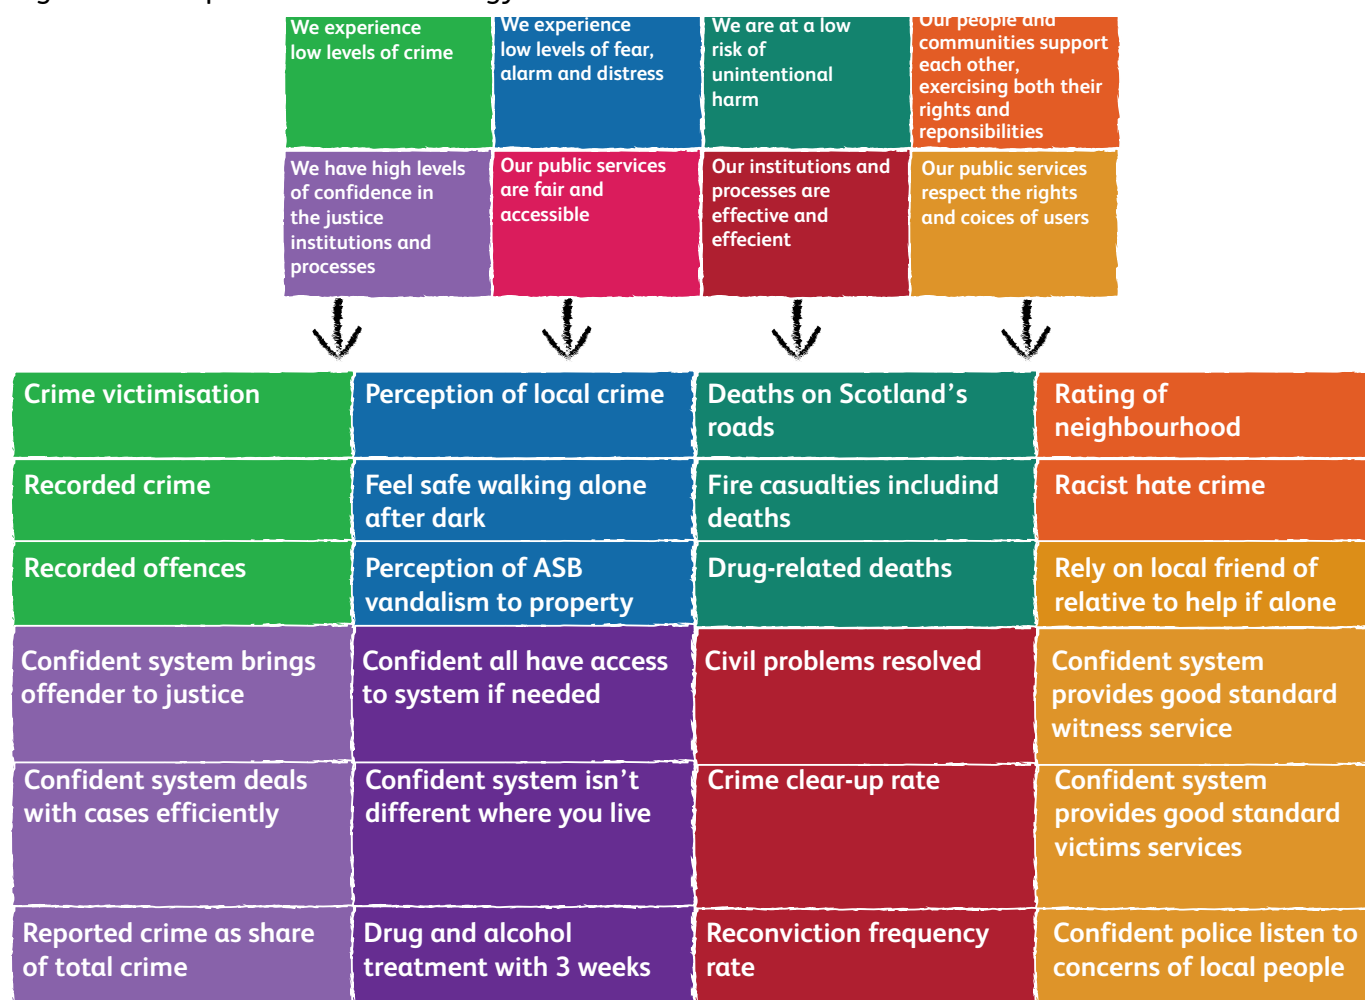 We experience
low levels of crime
We experience
low levels of fear,
alarm and distress
We are at a low
risk of
unintentional
harm
Our people and
communities support
each other,
exercising both their
rights and
reponsibilities
We have high levels
of confidence in
the justice
institutions and
processes
Our public services
are fair and
accessible
Our institutions and
processes are
effective and
effecient
Our public services
respect the rights
and coices of users
Crime victimisation
Perception of local crime
Deaths on Scotland's
roads
Rating of
neighbourhood
Recorded crime
Feel safe walking alone
after dark
Fire casualties includind
deaths
Racist hate crime
Recorded offences
Perception of ASB
vandalism to property
Drug-related deaths
Rely on local friend of
relative to help if alone
Confident system brings
offender to justice
Confident all have access
to system if needed
Civil problems resolved
Confident system
provides good standard
witness service
Confident system deals
with cases efficiently
Confident system isn't
different where you live
Crime clear-up rate
Confident system
provides good standard
victims services
Reported crime as share
of total crime
Drug and alcohol
treatment with 3 weeks
Reconviction frequency
rate
Confident police listen to
concerns of local people